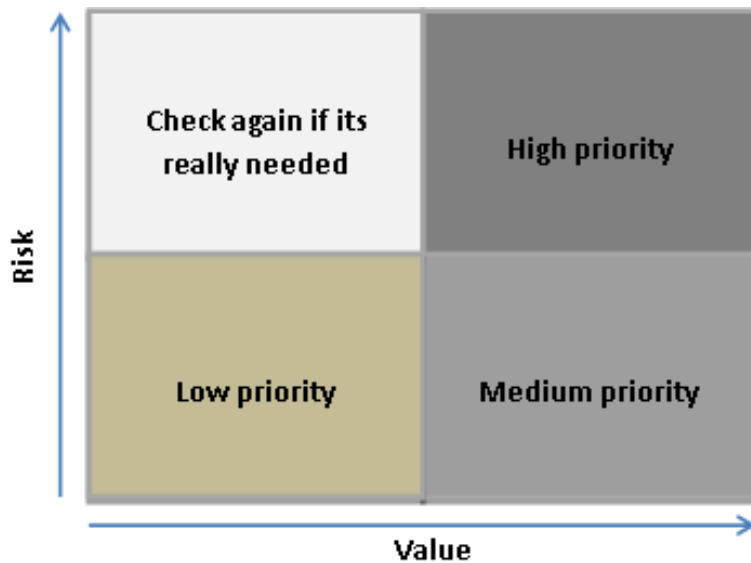 Check again if its
really needed
High priority
Risk
Low priority
Medium priority
Value